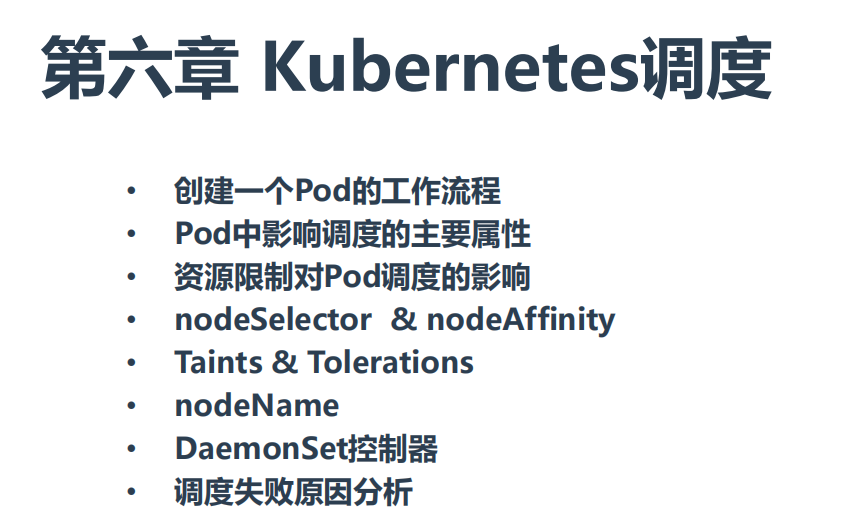 第六章 Kubernetes调度
• 创建一个Pod的工作流程
• Pod中影响调度的主要属性
• 资源限制对Pod调度的影响
• nodeSelector & nodeAffinity
• Taints & Tolerations
• nodeName
• DaemonSet控制器
• 调度失败原因分析